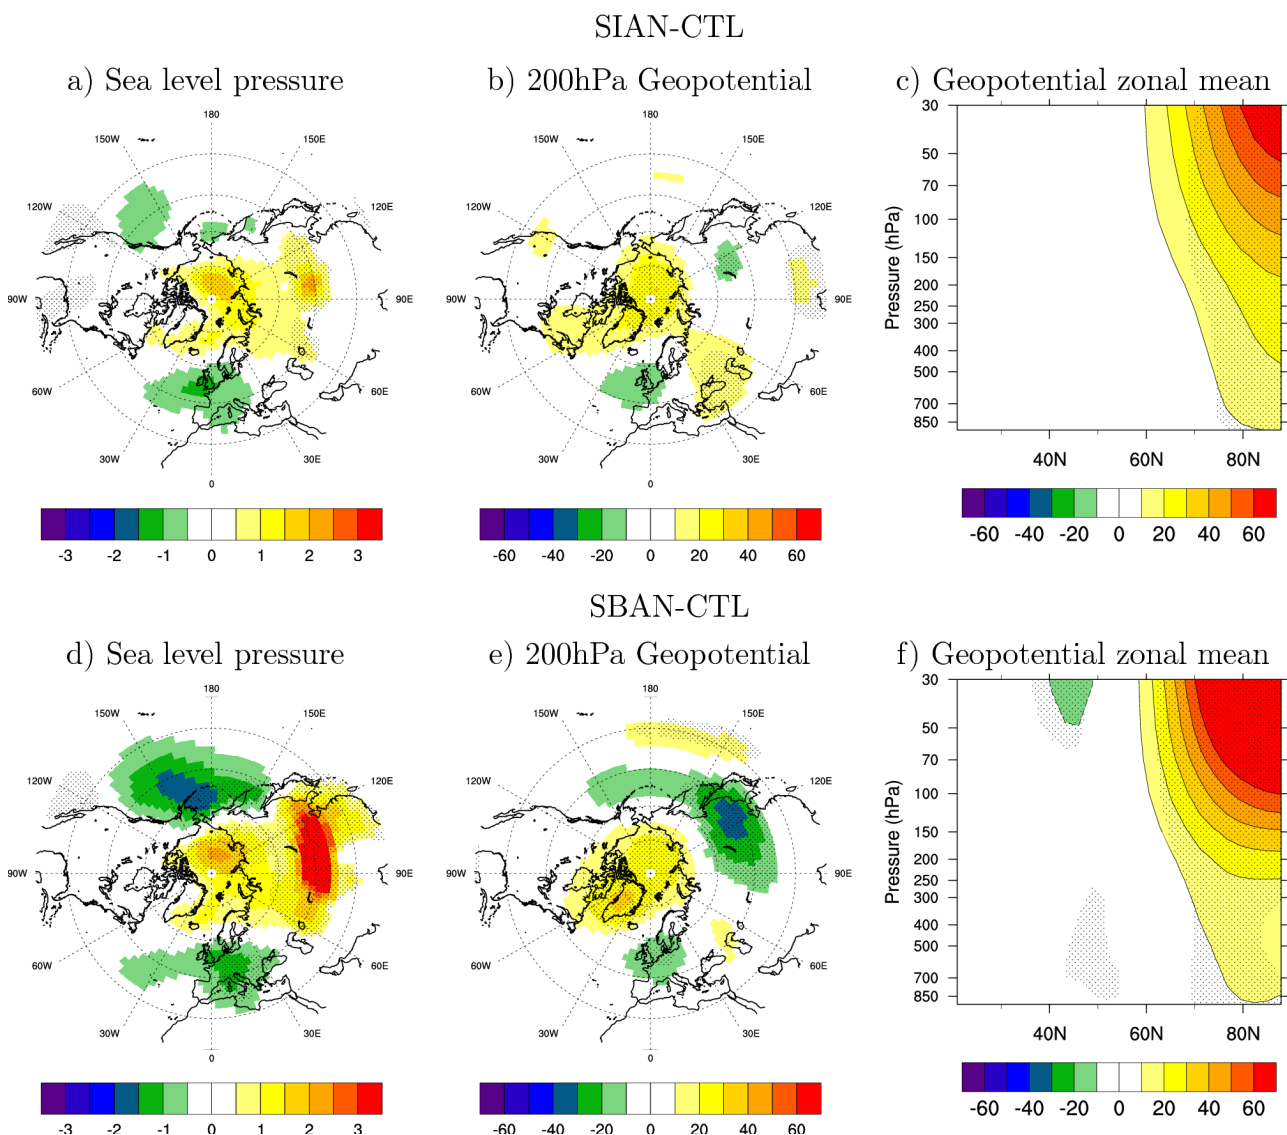 SIAN-CTL
a) Sea level pressure
b) 200hPa Geopotential
c) Geopotential zonal mean
180
150W
150E
120W
120E
90W
90E
60W
60E
30W
30E
0
180
150W
150E
120W
120E
90W
90E
60W
60E
30W
30E
0
Pressure (hPa)
30
50
70
100
150
200
250
300
400
500
700
850
40N
60N
80N
-3 -2 -1 0 1 2 3
-60 -40 -20 0 20 40 60
-60 -40 -20 0 20 40 60
SBAN-CTL
d) Sea level pressure
e) 200hPa Geopotential
f) Geopotential zonal mean
180
150W
150E
120W
120E
90W
90E
60W
60E
30W
30E
0
180
150W
150E
120W
120E
90W
90E
60W
60E
30W
30E
0
Pressure (hPa)
30
50
70
100
150
200
250
300
400
500
700
850
40N
60N
80N
-3 -2 -1 0 1 2 3
-60 -40 -20 0 20 40 60
-60 -40 -20 0 20 40 60